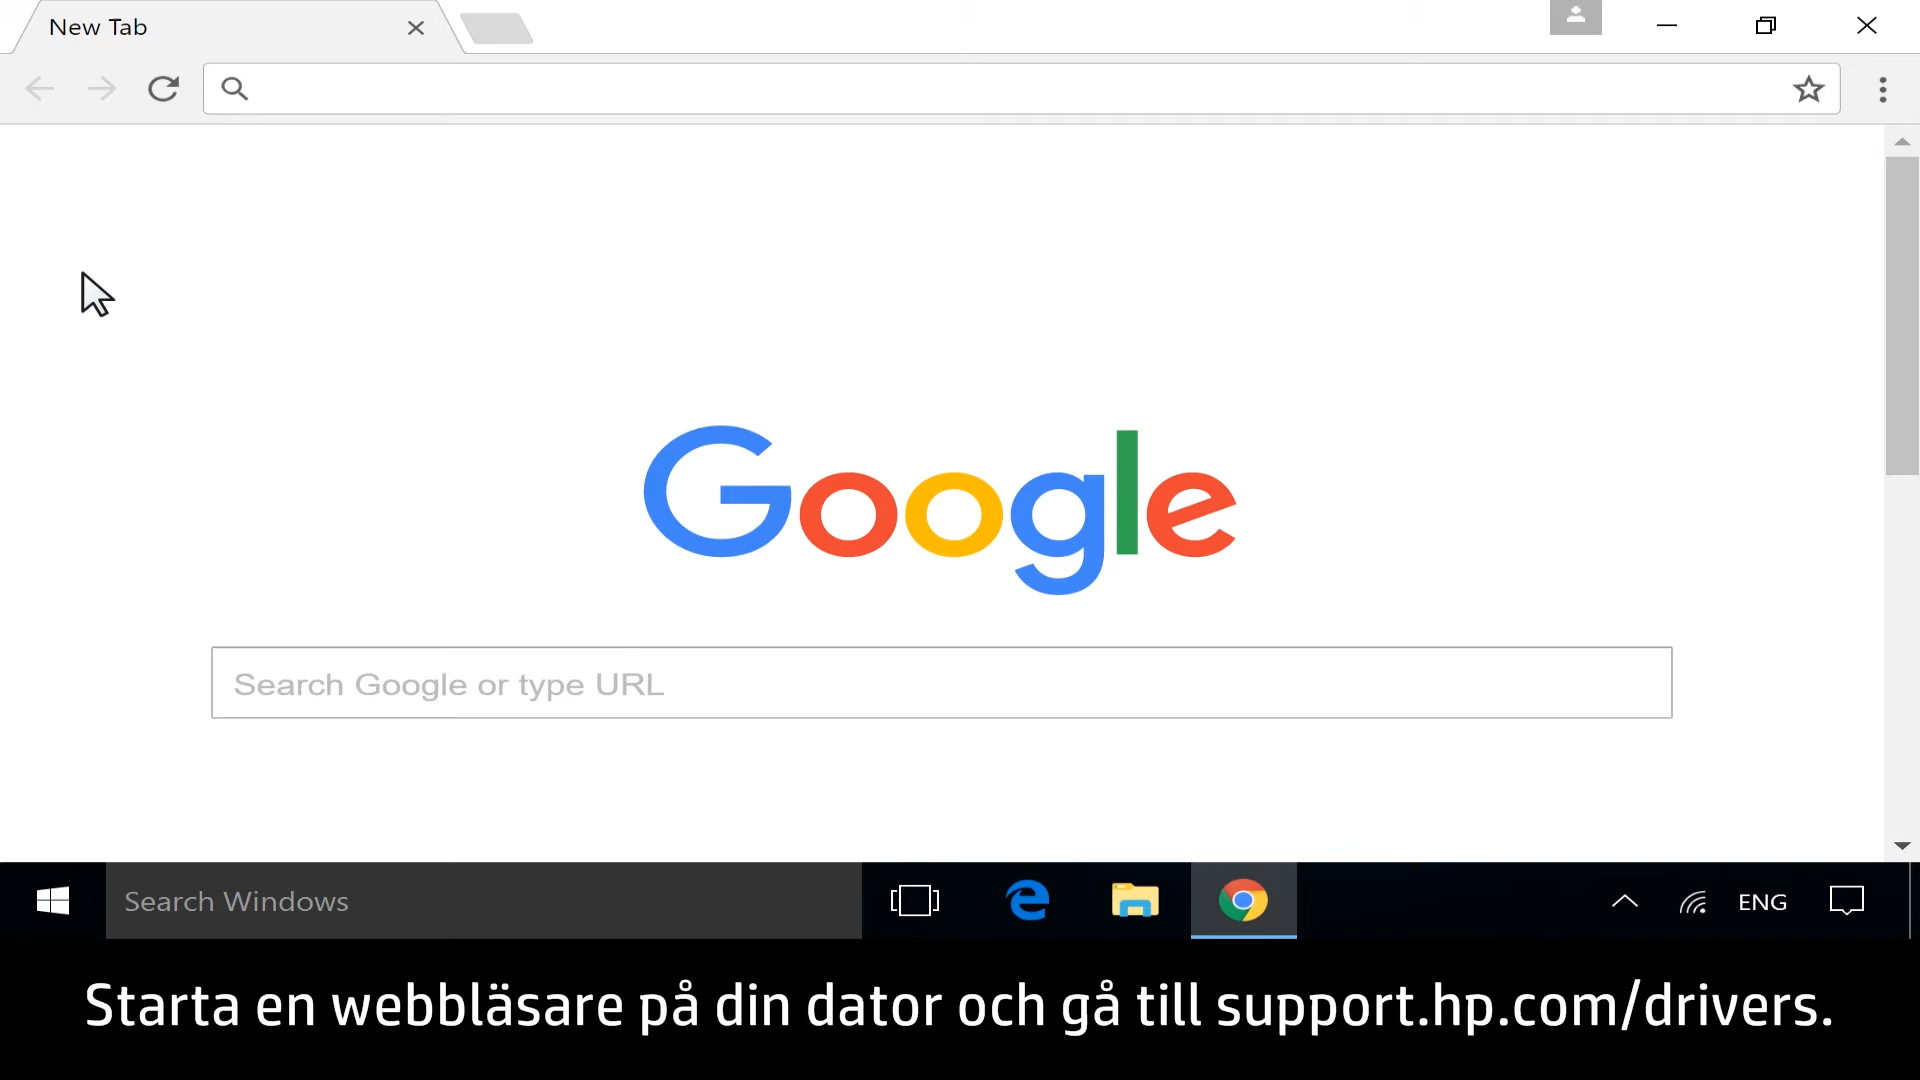 New Tab
Google
Search Google or type URL
Search Windows
ENG
Starta en webbläsare på din dator och gå till support.hp.com/drivers.